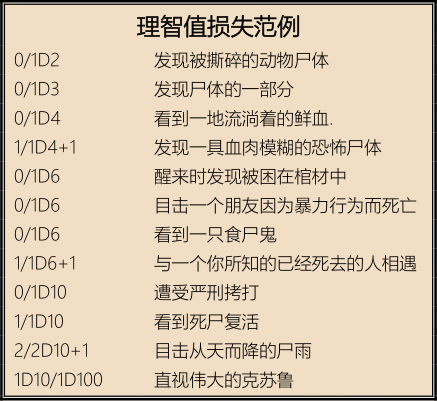 理智值损失范例
0/1D2 发现被撕碎的动物尸体
0/1D3 发现尸体的一部分
0/1D4 看到一地流淌着的鲜血.
1/1D4+1 发现一具血肉模糊的恐怖尸体
0/1D6 醒来时发现被困在棺材中
0/1D6 目击一个朋友因为暴力行为而死亡
0/1D6 看到一只食尸鬼
1/1D6+1 与一个你所知的已经死去的人相遇
0/1D10 遭受严刑拷打
1/1D10 看到死尸复活
2/2D10+1 目击从天而降的尸雨
1D10/1D100 直视伟大的克苏鲁